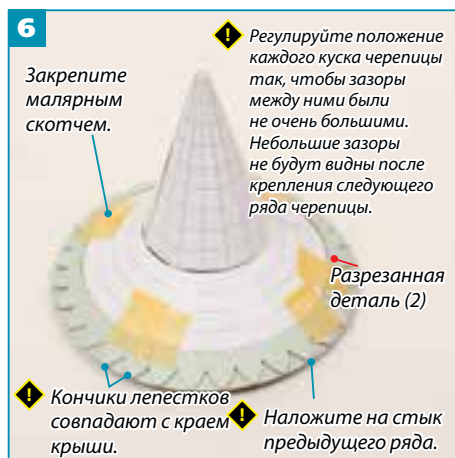 6
Закрепите
малярным
скотчем.
Регулируйте положение
каждого куска черепицы
так, чтобы зазоры
между ними были
не очень большими.
Небольшие зазоры
не будут видны после
крепления следующего
ряда черепицы.
Разрезанная
деталь (2)
Кончики лепестков
совпадают с краем
крыши.
Наложите на стык
предыдущего ряда.